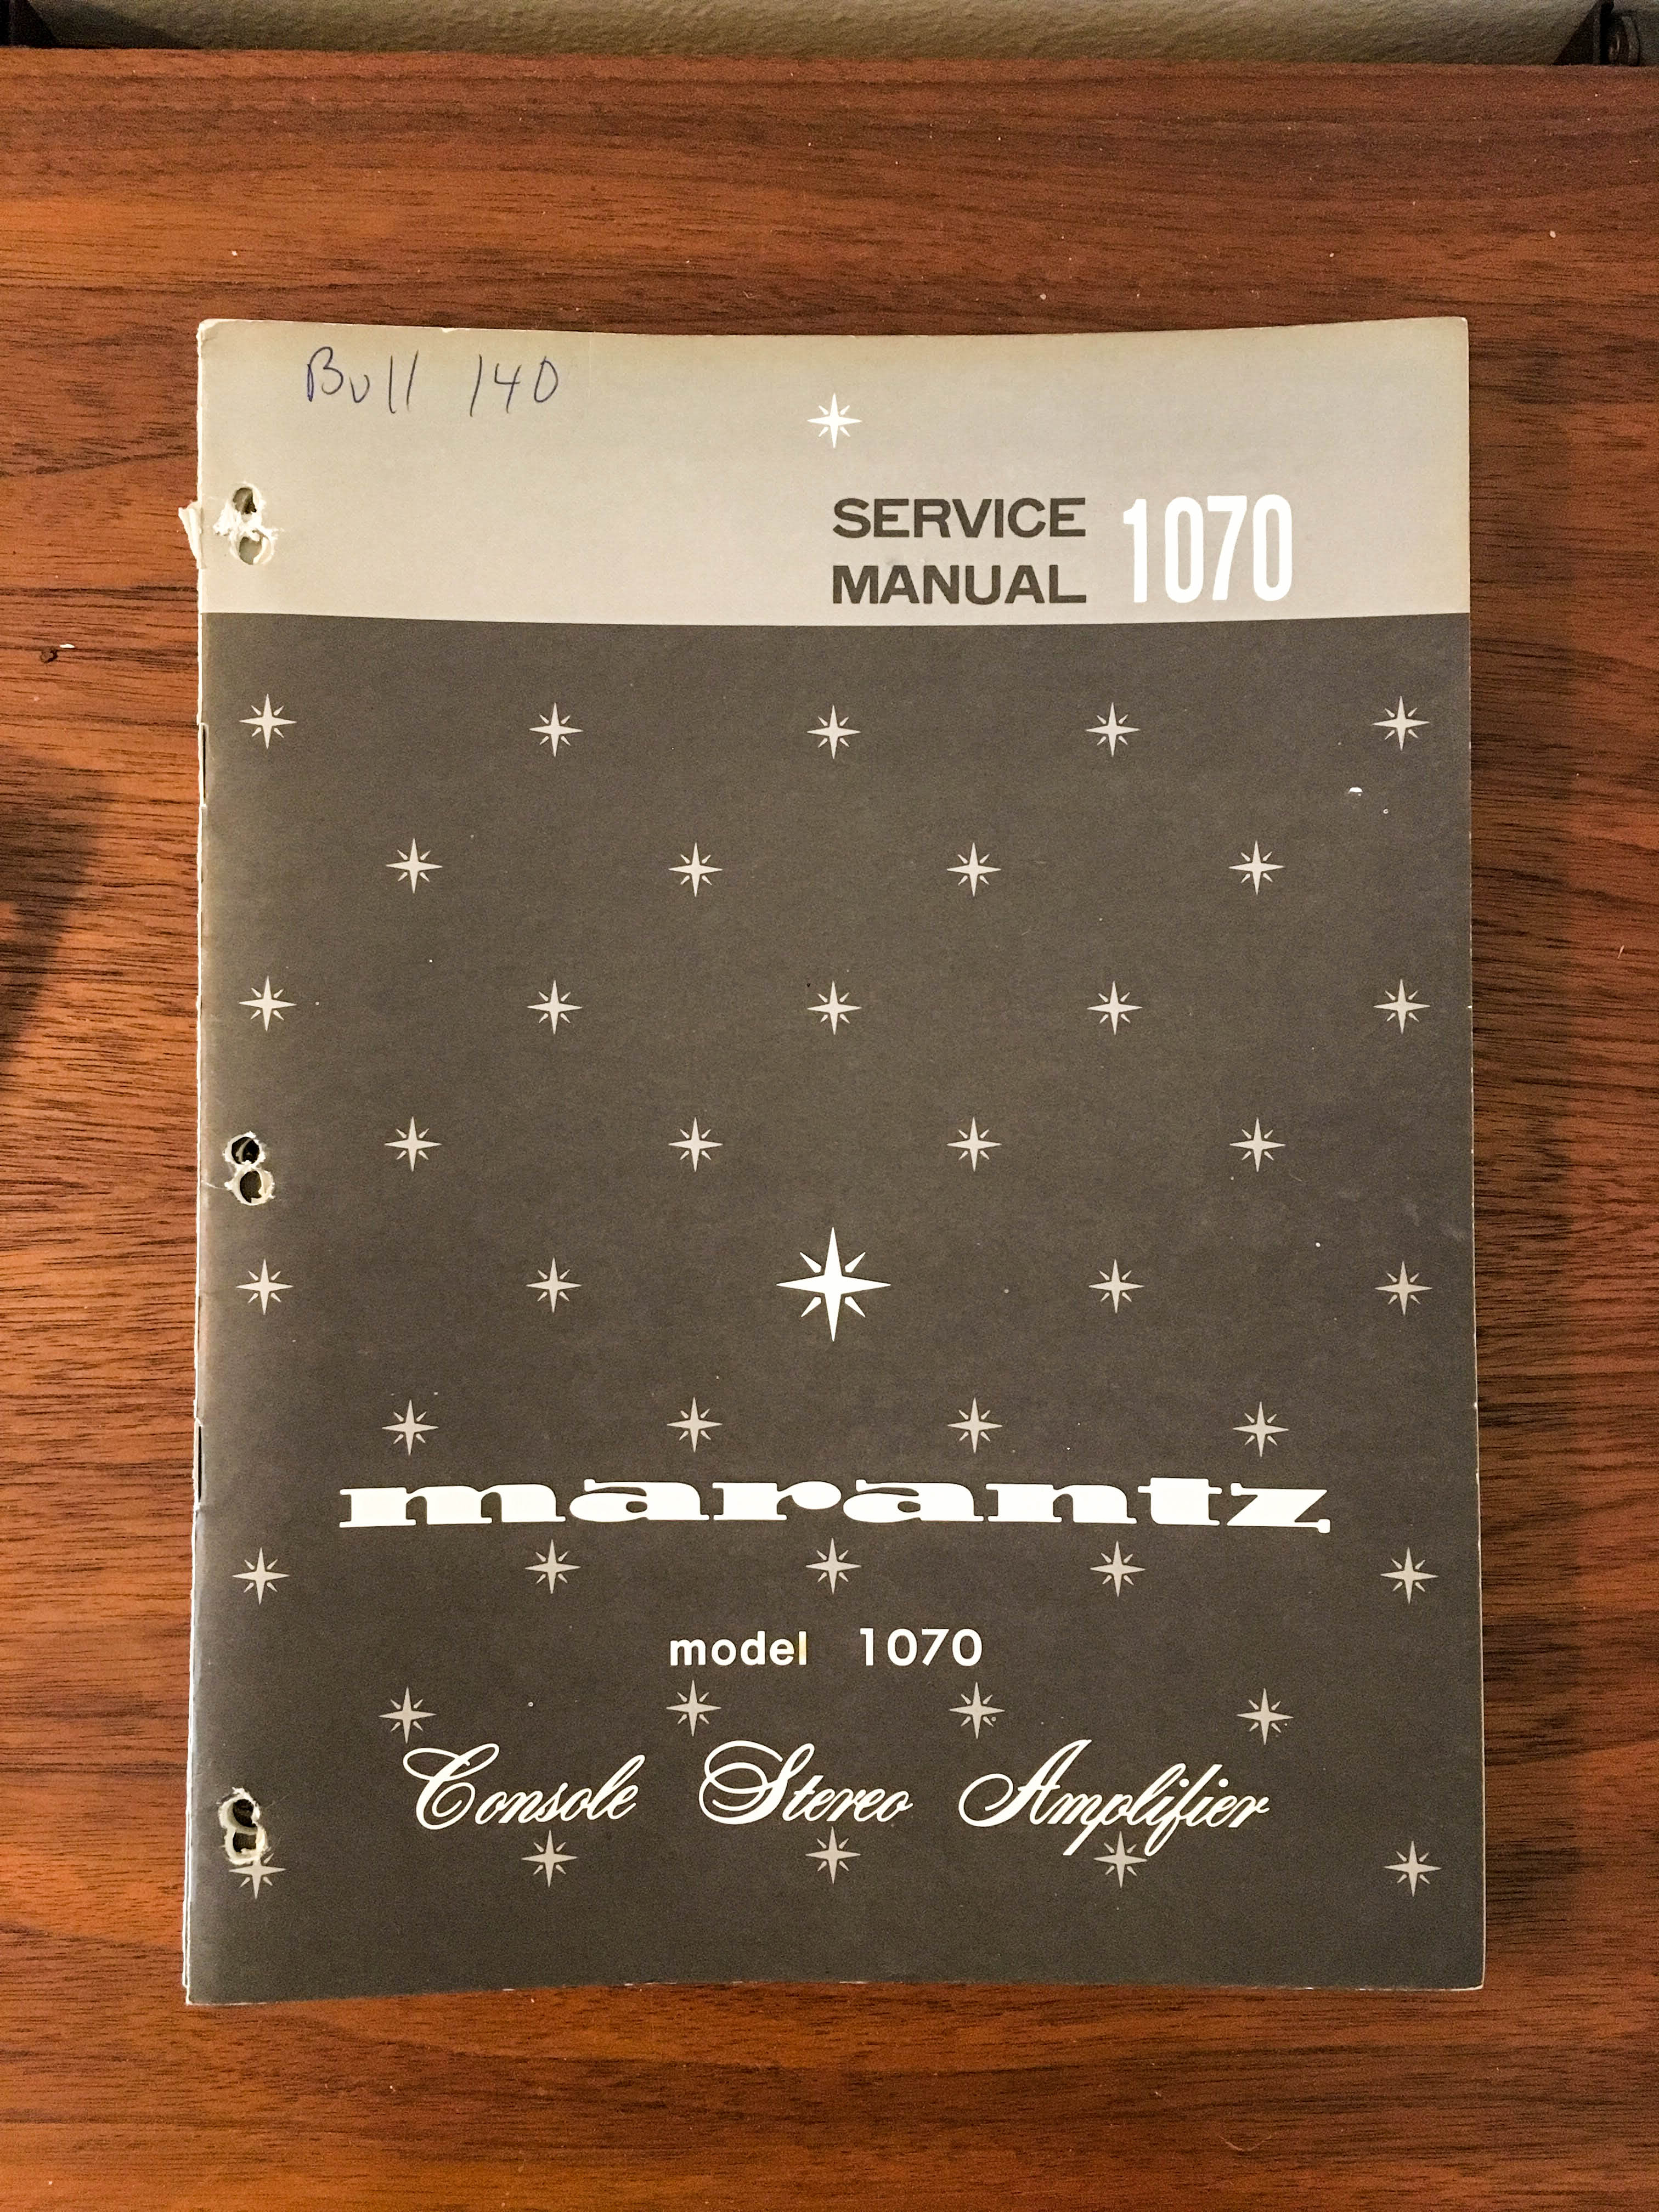 Bull 140
SERVICE
MANUAL 1070
marantz
model 1070
Console Stereo Amplifier